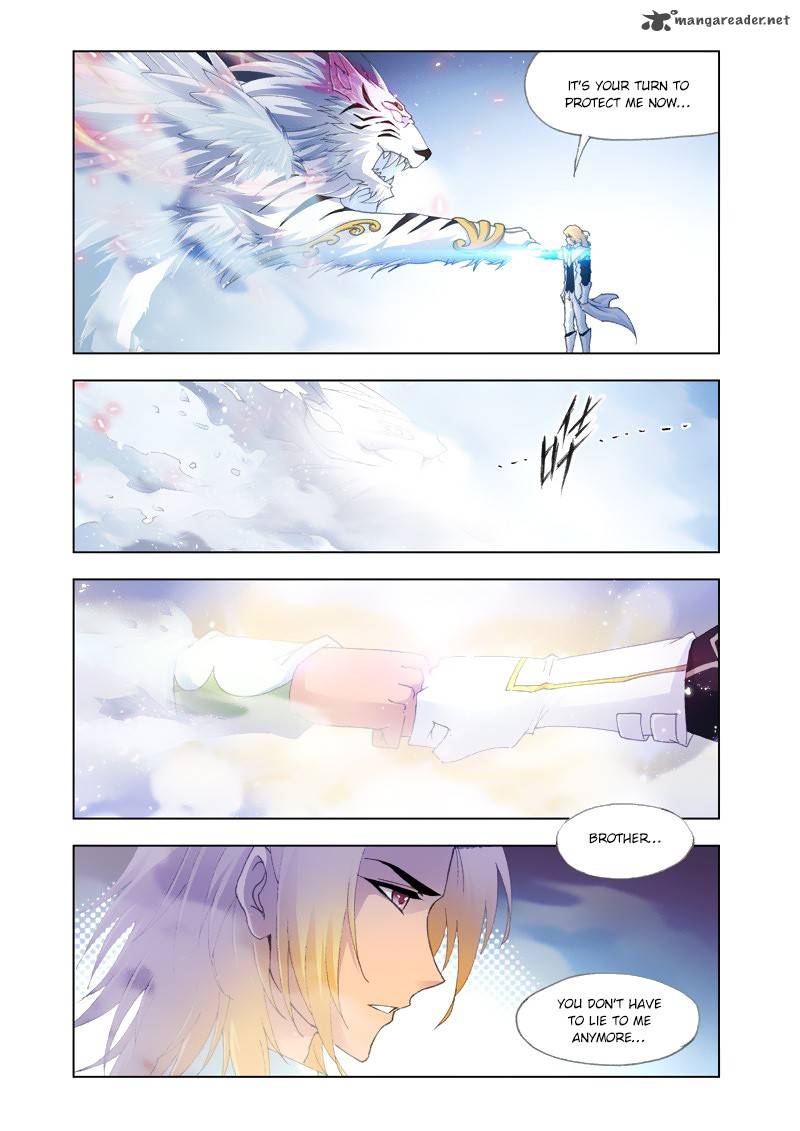 mangareader.net
IT'S YOUR TURN TO
PROTECT ME NOW...
BROTHER...
YOU DON'T HAVE
TO LIE TO ME
ANYMORE...